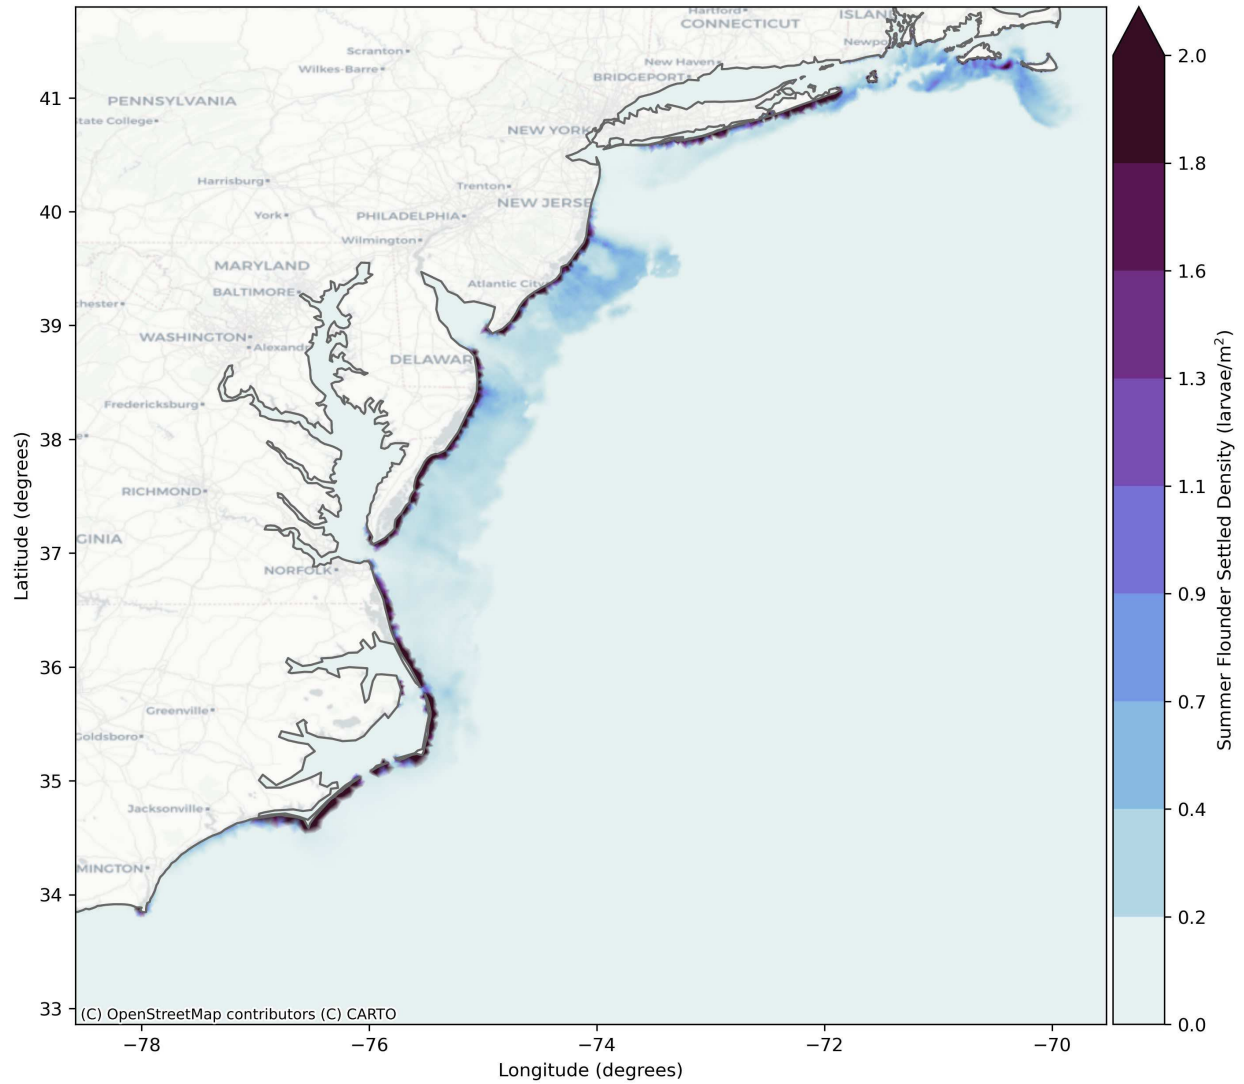 Hartford
CONNECTICUT
ISLAN
Newpo
Scranton
New Haven
Wilkes-Barre
BRIDGEPORT
41
PENNSYLVANIA
tate College
NEW YORK
Harrisburg
Trenton
NEW JERSE
40
York
PHILADELPHIA
Wilmington
MARYLAND
Atlantic City
BALTIMORE
chester
39
WASHINGTON
Alexand
DELAWAR
Fredericksburg
38
RICHMOND
37
GINIA
NORFOLK
36
Greenville
Goldsboro
35
Jacksonville
MINGTON
34
33
(C) OpenStreetMap contributors (C) CARTO
−78
−76
−74
−72
−70
Longitude (degrees)
Latitude (degrees)
2.0
1.8
1.6
1.3
1.1
0.9
0.7
0.4
0.2
0.0
Summer Flounder Settled Density (larvae/m²)